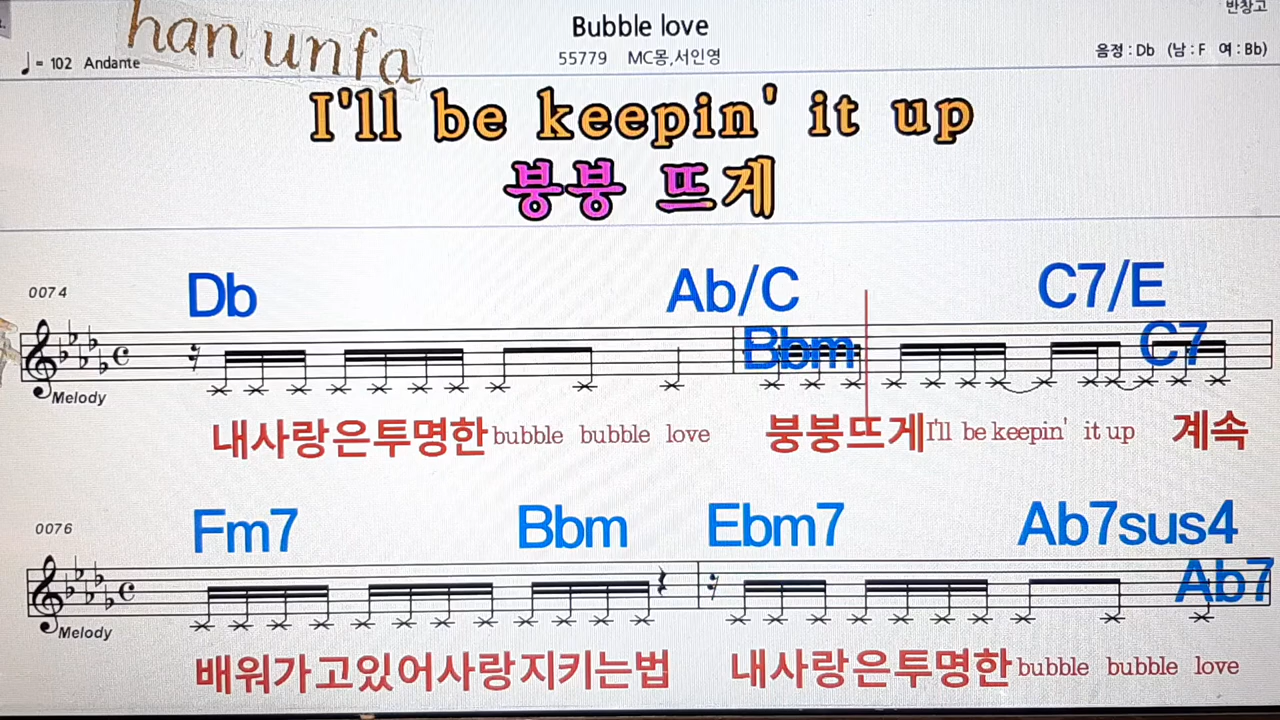 han unfa
Bubble love
반창고
♩ = 102 Andante
55779 MC몽,서인영
음정 : Db (남 : F 여 : Bb)
I'll be keepin' it up
붕붕 뜨게
0074
Db Ab/C C7/E
Bbm C7
Melody
내사랑은투명한 bubble bubble love 붕붕뜨게 I'll be keepin' it up 계속
0076
Fm7 Bbm Ebm7 Ab7sus4
Ab7
Melody
배워가고있어사랑지키는법 내사랑은투명한 bubble bubble love